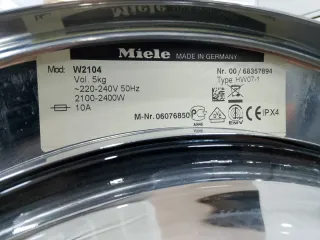 Miele MADE IN GERMANY
Mod: W2104 Nr. 00 / 68357894
Vol. 5kg Type HW07-1
~220-240V 50Hz
2100-2400W
10A IPX4
M-Nr. 06076850